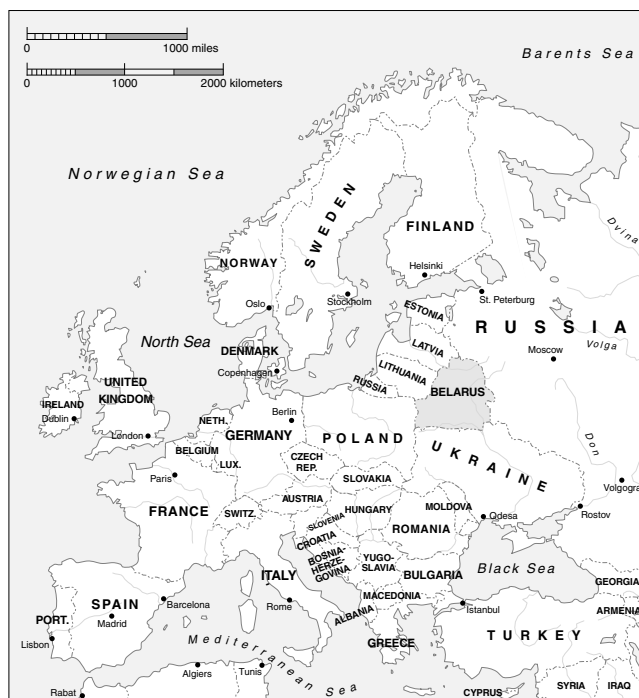 0 1000 miles
0 1000 2000 kilometers
Barents Sea
Norwegian Sea
Dvina
SWEDEN
FINLAND
NORWAY
Helsinki
Oslo
Stockholm
St. Peterburg
ESTONIA
RUSSIA
North Sea
LATVIA
Volga
DENMARK
Moscow
Copenhagen
LITHUANIA
RUSSIA
BELARUS
UNITED
KINGDOM
IRELAND
Dublin
Berlin
NETH.
London
GERMANY
POLAND
Don
UKRAINE
BELGIUM
LUX.
CZECH
REP.
Paris
SLOVAKIA
Volgogra
AUSTRIA
FRANCE
SWITZ.
SLOVENIA
HUNGARY
MOLDOVA
Odesa
Rostov
CROATIA
ROMANIA
BOSNIA-
HERZE-
GOVINA
YUGO-
SLAVIA
Black Sea
ITALY
BULGARIA
GEORGIA
SPAIN
Barcelona
Rome
MACEDONIA
İstanbul
ARMENIA
PORT.
Madrid
ALBANIA
Lisbon
GREECE
TURKEY
Mediterranean Sea
Rabat
Algiers
Tunis
CYPRUS
SYRIA
IRAQ